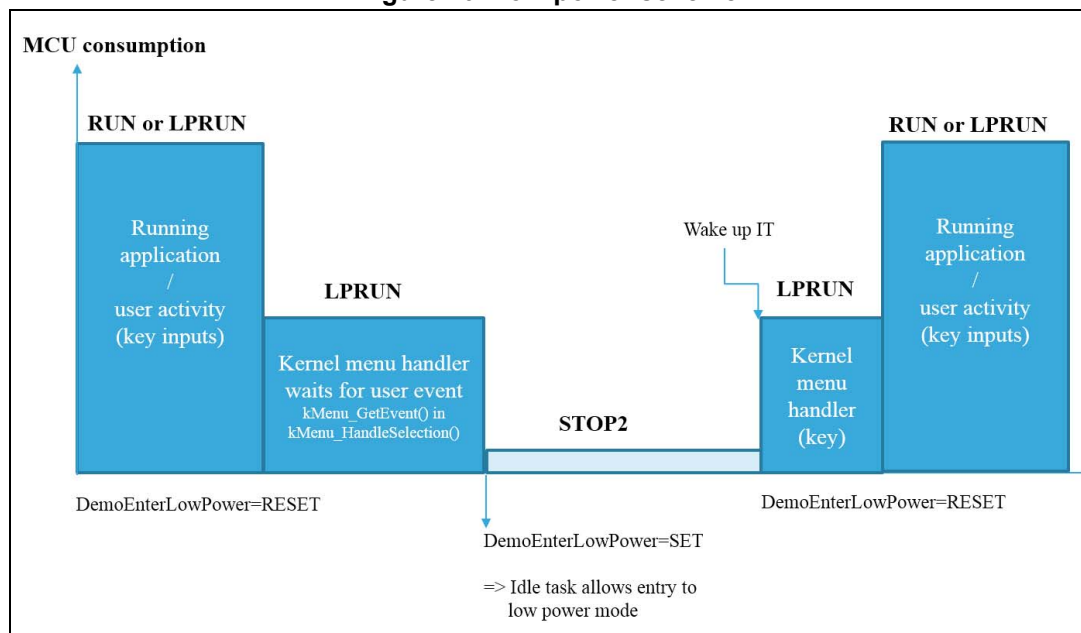 MCU consumption
RUN or LPRUN
Running
application
/
user activity
(key inputs)
LPRUN
Kernel menu handler
waits for user event
kMenu_GetEvent() in
kMenu_HandleSelection()
STOP2
Wake up IT
LPRUN
Kernel
menu
handler
(key)
RUN or LPRUN
Running
application
/
user activity
(key inputs)
DemoEnterLowPower=RESET
DemoEnterLowPower=SET
=> Idle task allows entry to
low power mode
DemoEnterLowPower=RESET